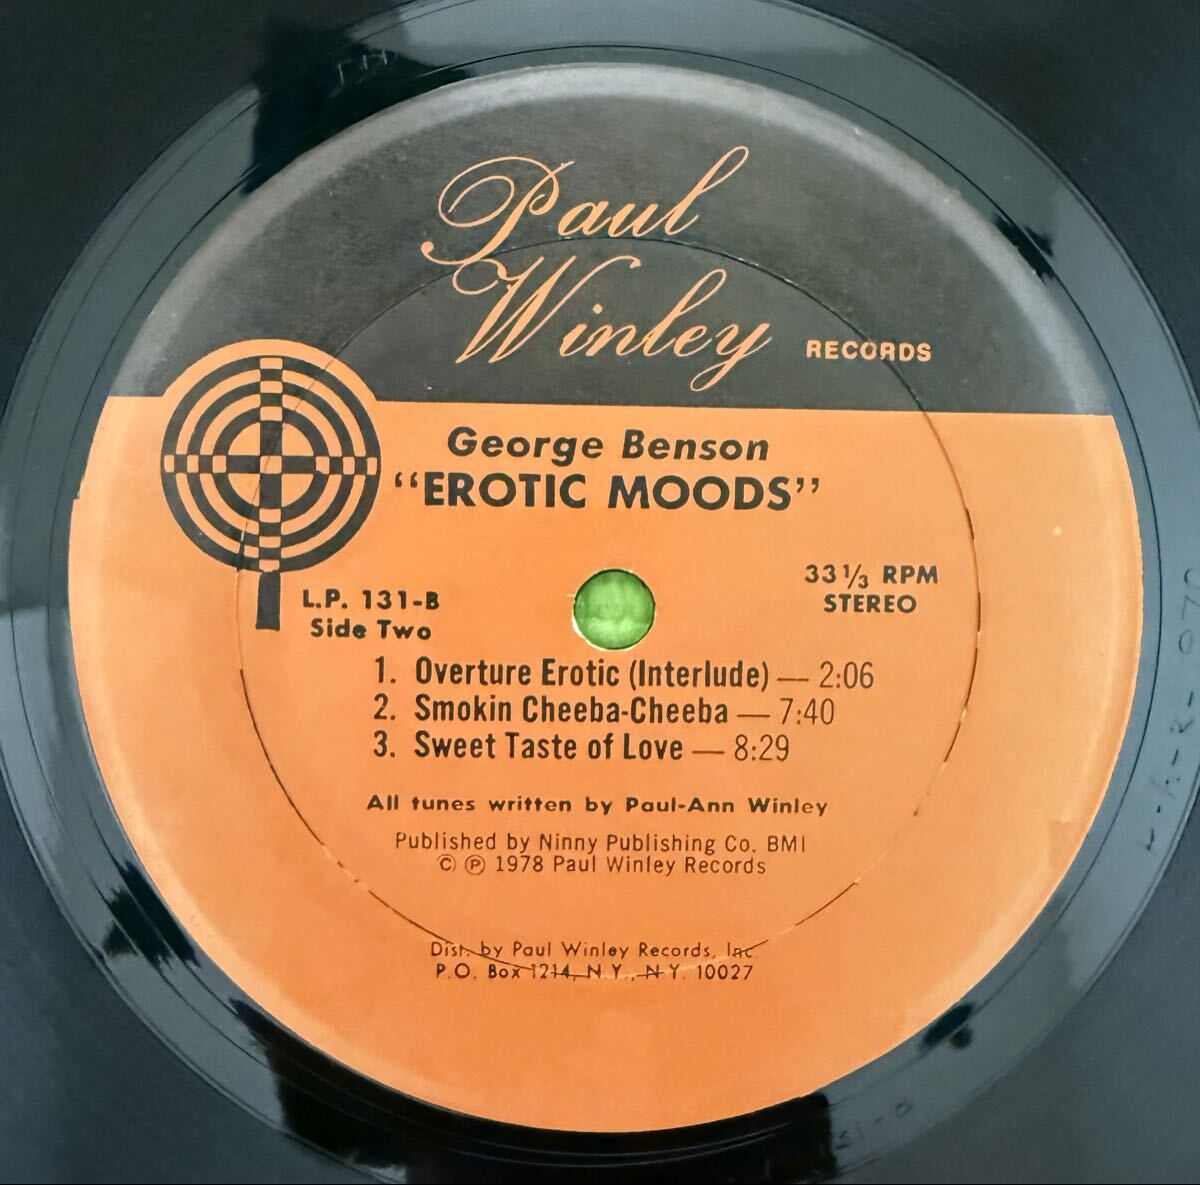 Paul
Winley RECORDS
George Benson
“EROTIC MOODS”
33 1/3 RPM
STEREO
L.P. 131-B
Side Two
1. Overture Erotic (Interlude) — 2:06
2. Smokin Cheeba-Cheeba — 7:40
3. Sweet Taste of Love — 8:29
All tunes written by Paul-Ann Winley
Published by Ninny Publishing Co. BMI
© ℗ 1978 Paul Winley Records
Dist. by Paul Winley Records, Inc.
P.O. Box 1214, N.Y., N.Y. 10027